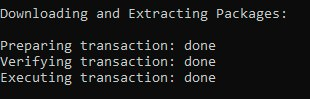 Downloading and Extracting Packages:
Preparing transaction: done
Verifying transaction: done
Executing transaction: done